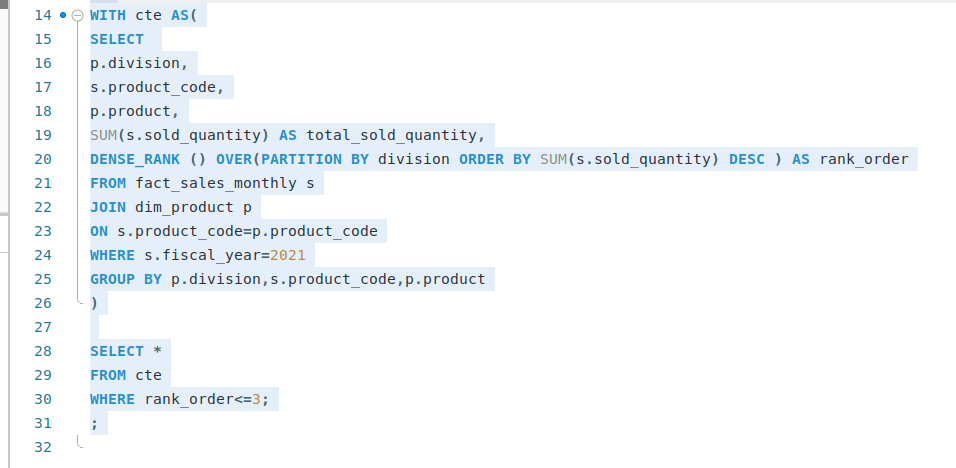 14 WITH cte AS(
15 SELECT
16 p.division,
17 s.product_code,
18 p.product,
19 SUM(s.sold_quantity) AS total_sold_quantity,
20 DENSE_RANK () OVER(PARTITION BY division ORDER BY SUM(s.sold_quantity) DESC ) AS rank_order
21 FROM fact_sales_monthly s
22 JOIN dim_product p
23 ON s.product_code=p.product_code
24 WHERE s.fiscal_year=2021
25 GROUP BY p.division,s.product_code,p.product
26 )
27
28 SELECT *
29 FROM cte
30 WHERE rank_order<=3;
31 ;
32